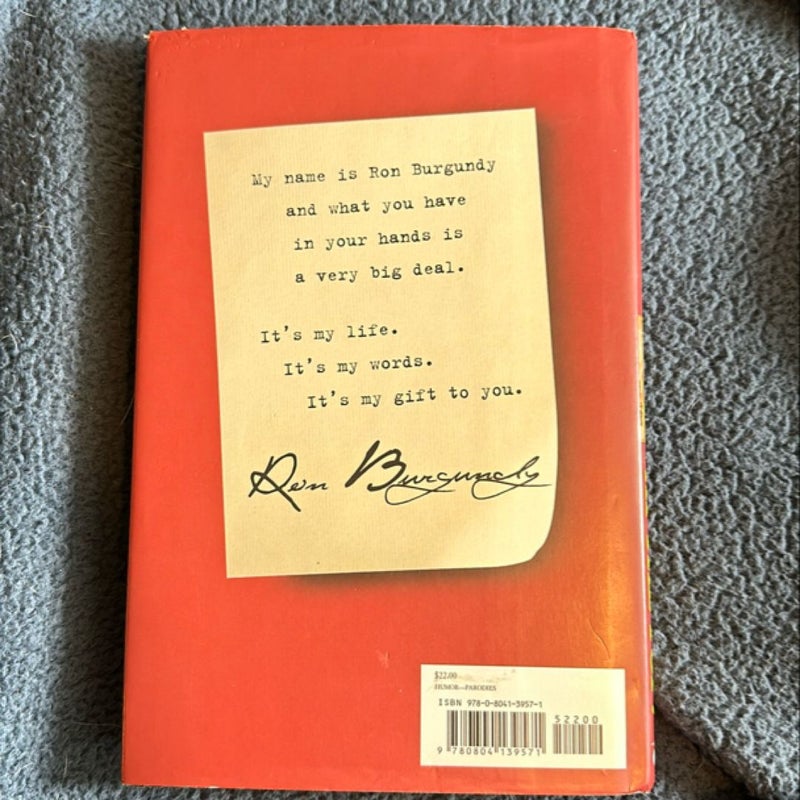 My name is Ron Burgundy
and what you have
in your hands is
a very big deal.
It's my life.
It's my words.
It's my gift to you.
Ron Burgundy
$22.00
HUMOR—PARODIES
ISBN 978-0-8041-3957-1
52200
9 780804 139571